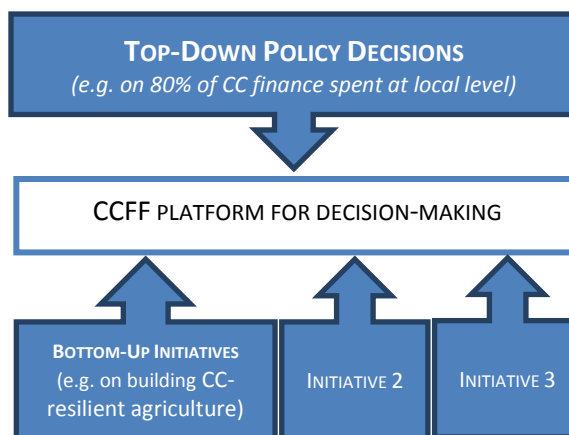 TOP-DOWN POLICY DECISIONS
(e.g. on 80% of CC finance spent at local level)
CCFF PLATFORM FOR DECISION-MAKING
BOTTOM-UP INITIATIVES
(e.g. on building CC-
resilient agriculture)
INITIATIVE 2
INITIATIVE 3